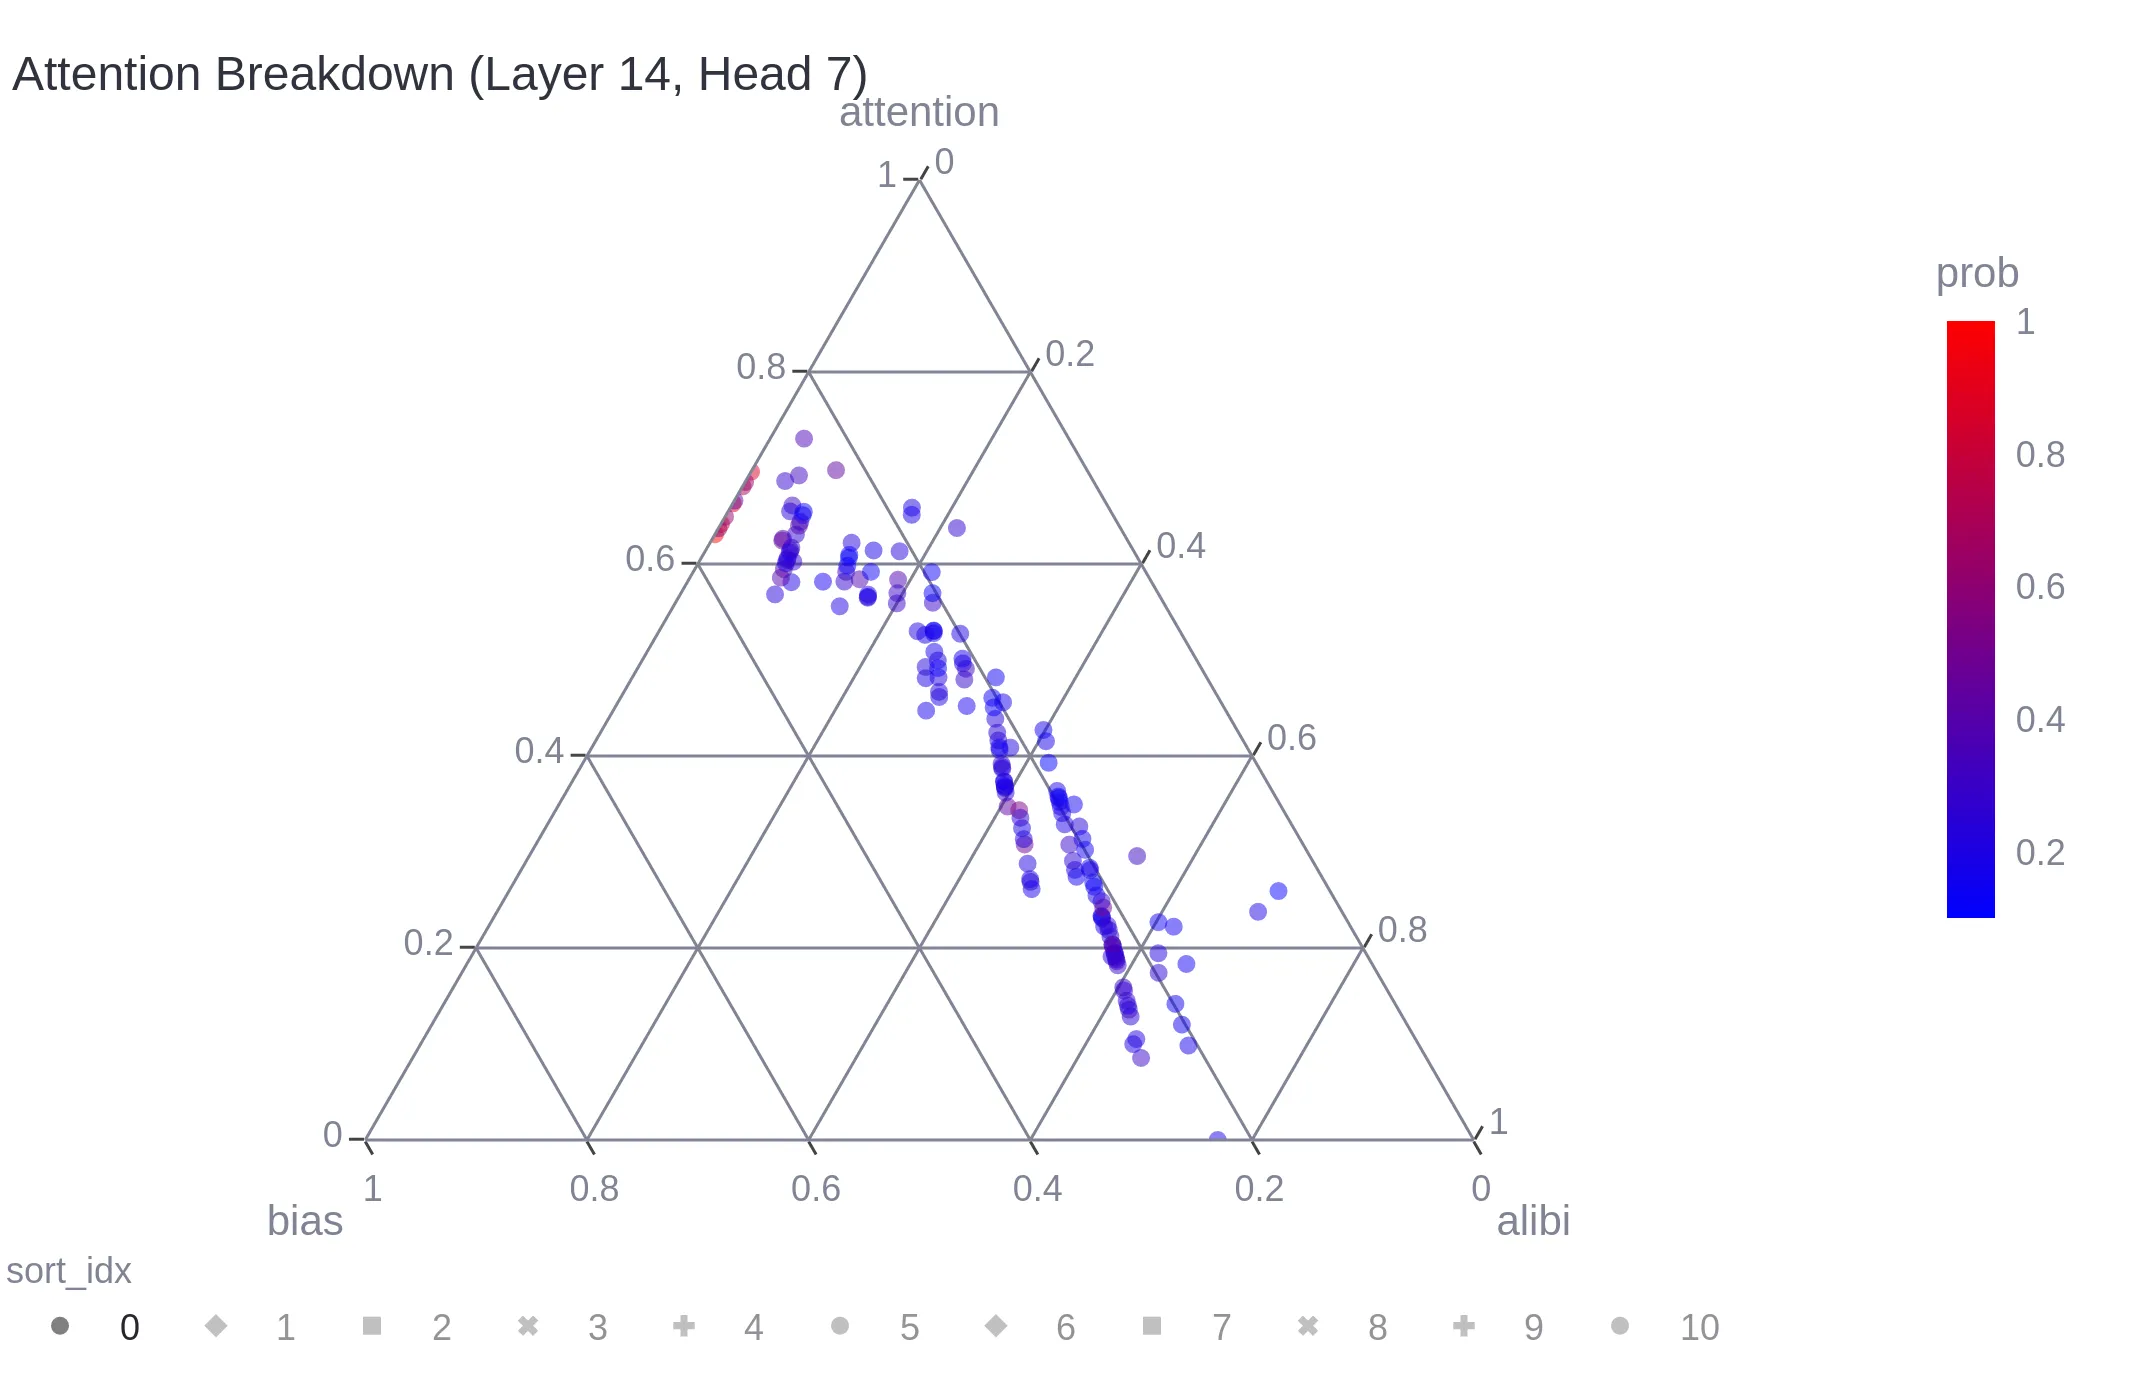 Attention Breakdown (Layer 14, Head 7)
attention
1 0
0.8 0.2
0.6 0.4
0.4 0.6
0.2 0.8
0 1
1 0.8 0.6 0.4 0.2 0
bias alibi
prob
1
0.8
0.6
0.4
0.2
sort_idx
0 1 2 3 4 5 6 7 8 9 10